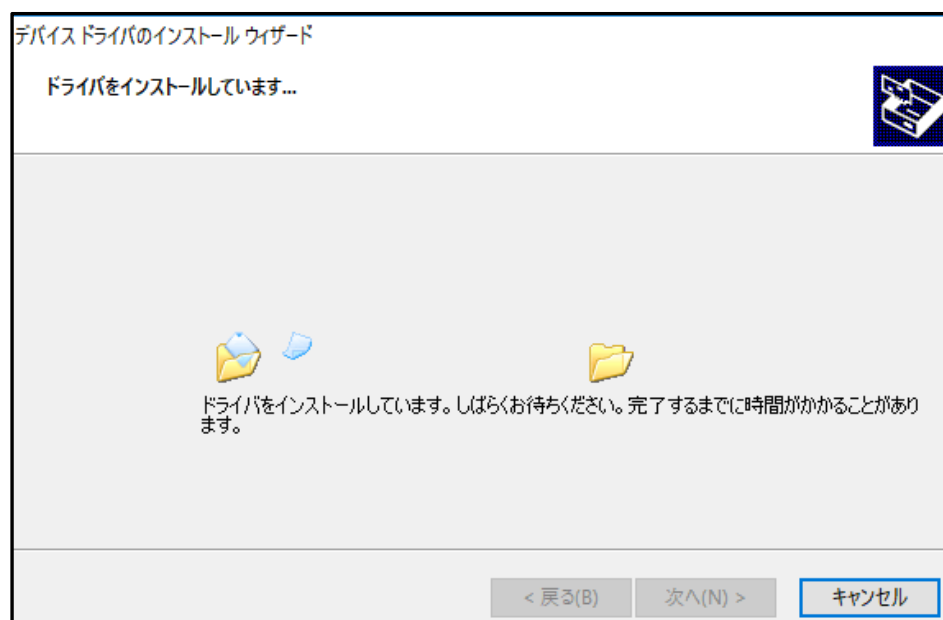 デバイス ドライバのインストール ウィザード
ドライバをインストールしています...
ドライバをインストールしています。しばらくお待ちください。完了するまでに時間がかかることがあり
ます。
< 戻る(B)
次へ(N) >
キャンセル